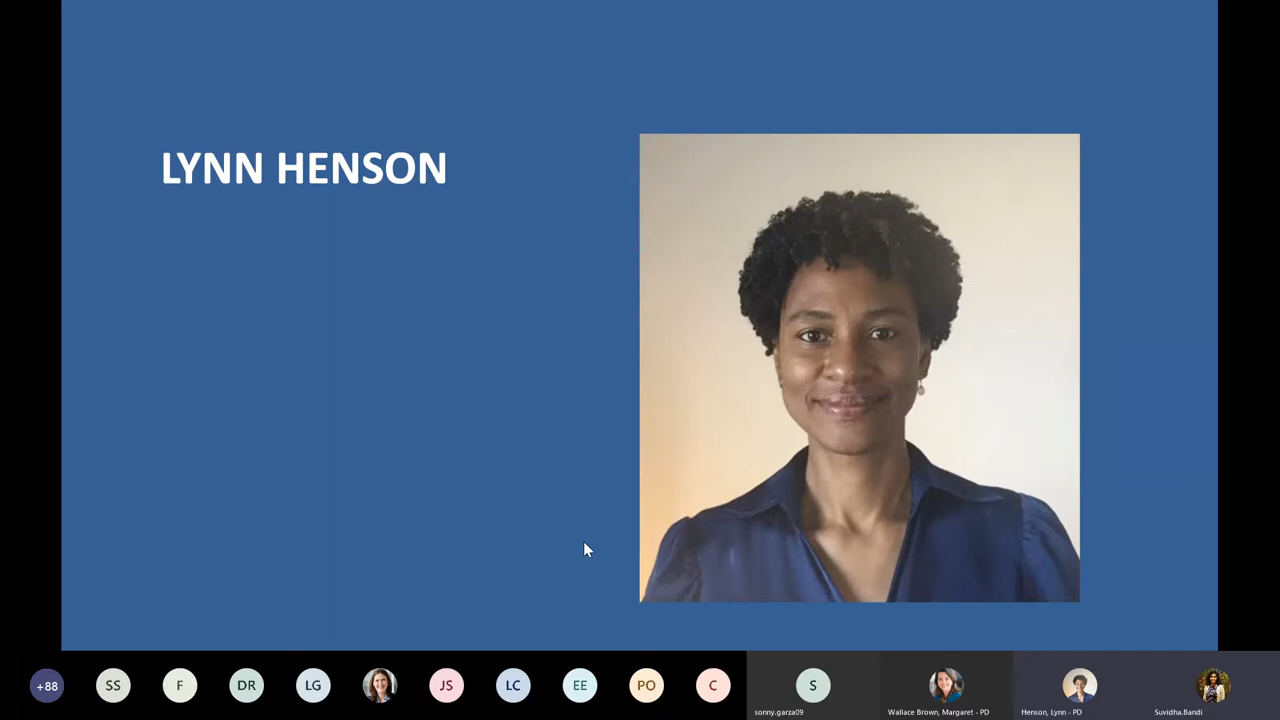 LYNN HENSON
+88
SS
F
DR
LG
JS
LC
EE
PO
C
S
sonny.garza09
Wallace Brown, Margaret - PD
Henson, Lynn - PD
Suvidha.Bandi